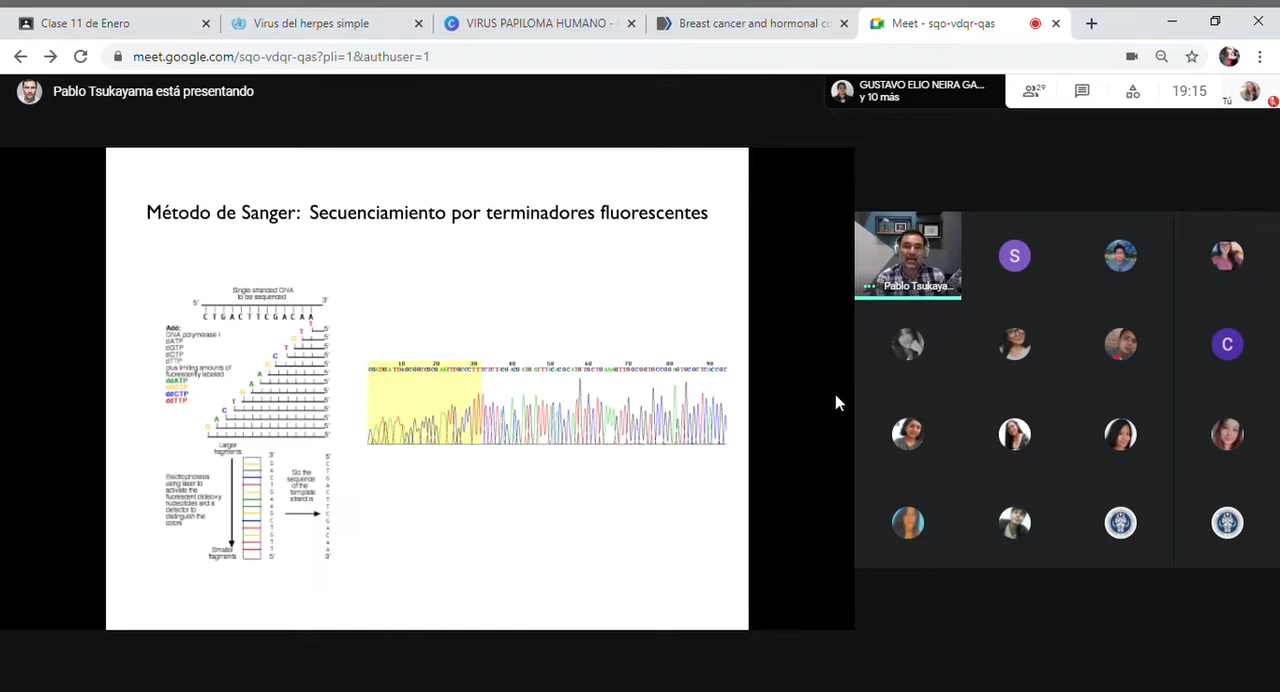 Clase 11 de Enero
Virus del herpes simple
VIRUS PAPILOMA HUMANO -
Breast cancer and hormonal co
Meet - sqo-vdqr-qas
meet.google.com/sqo-vdqr-qas?pli=1&authuser=1
Pablo Tsukayama está presentando
GUSTAVO ELIO NEIRA GA...
y 10 más
29
19:15
Tú
Método de Sanger: Secuenciamiento por terminadores fluorescentes
Single-stranded DNA
to be sequenced
5'
3'
C T G A C T T C G A C A A
Add:
DNA polymerase I
dATP
dGTP
dCTP
dTTP
plus limiting amounts of
fluorescently labeled
ddATP
ddGTP
ddCTP
ddTTP
Larger
fragments
Electrophoresis
using laser to
activate the
fluorescent dideoxy
nucleotides and a
detector to
distinguish the
colors
Smaller
fragments
3'
G
A
C
T
G
A
A
G
C
T
G
T
T
5'
So the
sequence
of the
template
strand is
5'
C
T
G
A
C
T
T
C
G
A
C
A
A
3'
10 20 30 40 50 60 70 80 90
Pablo Tsukaya...
S
C